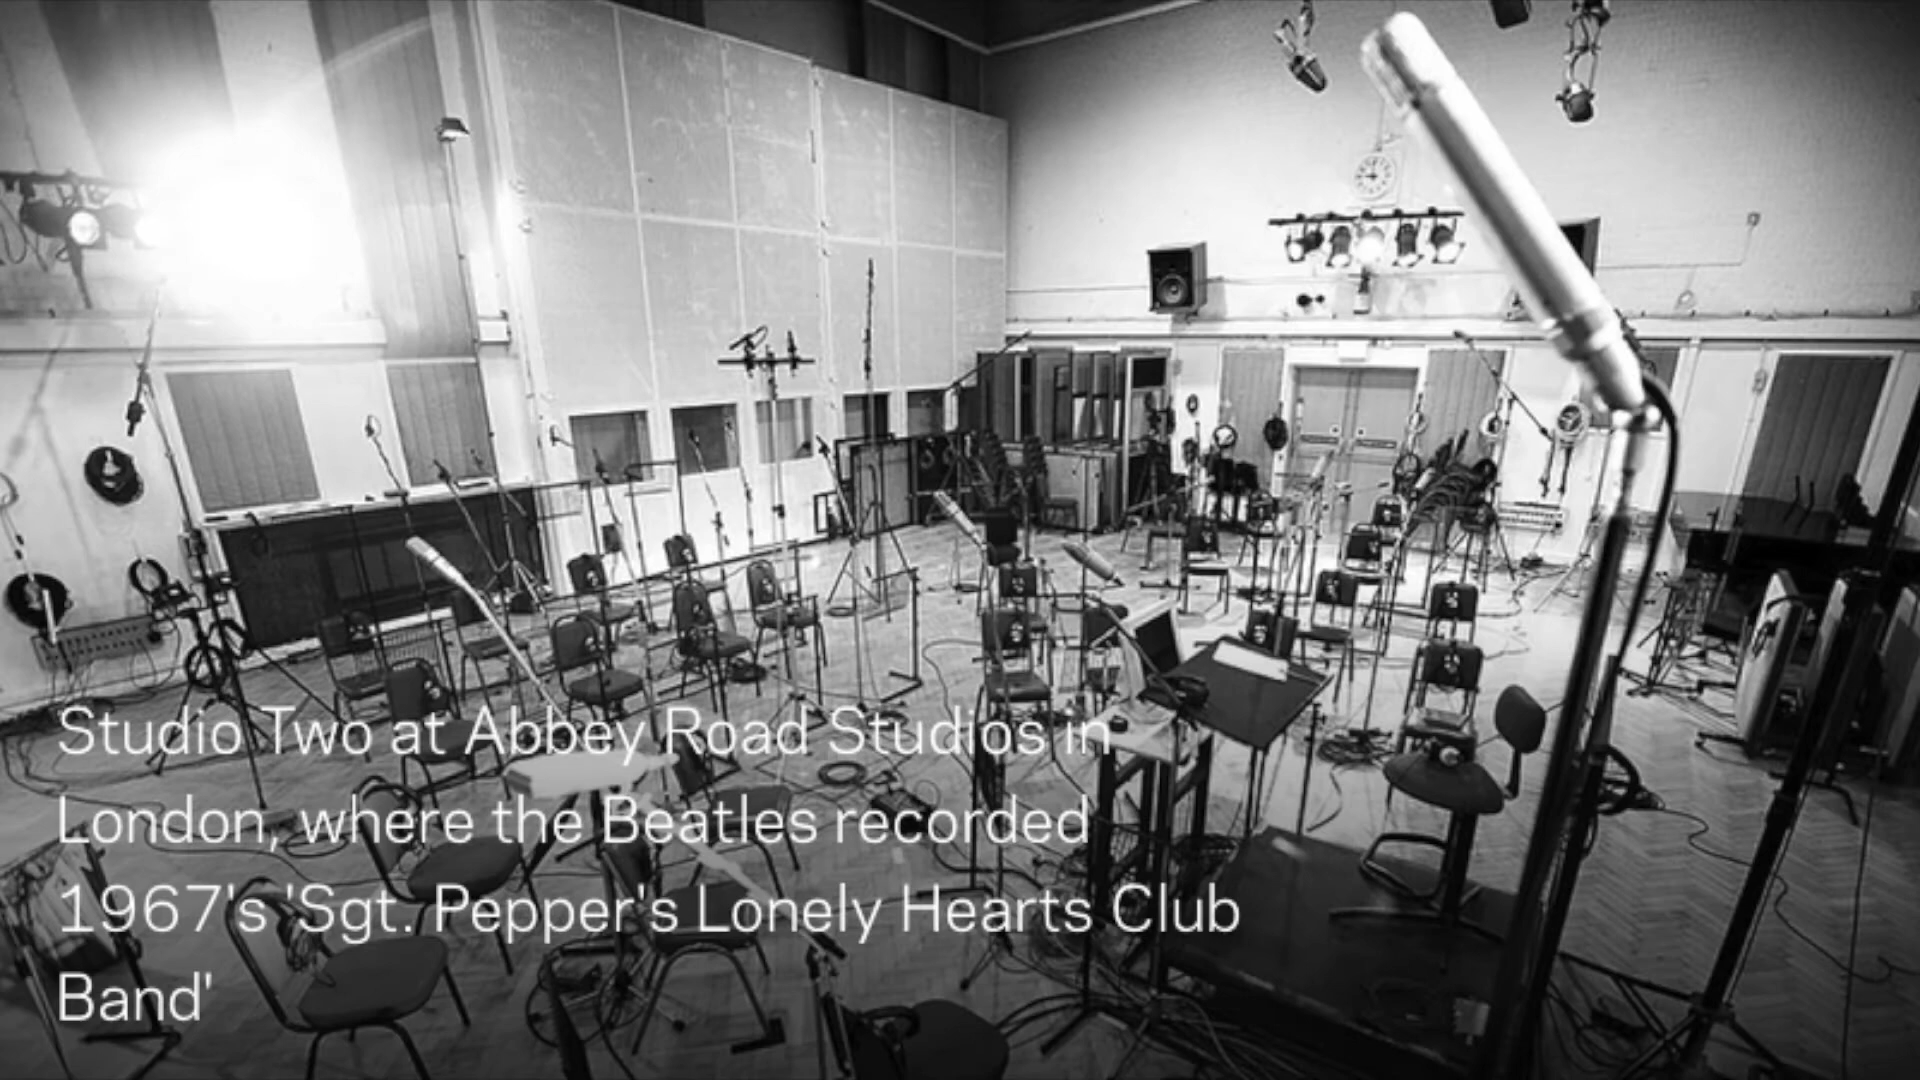 Studio Two at Abbey Road Studios in
London, where the Beatles recorded
1967's 'Sgt. Pepper's Lonely Hearts Club
Band'